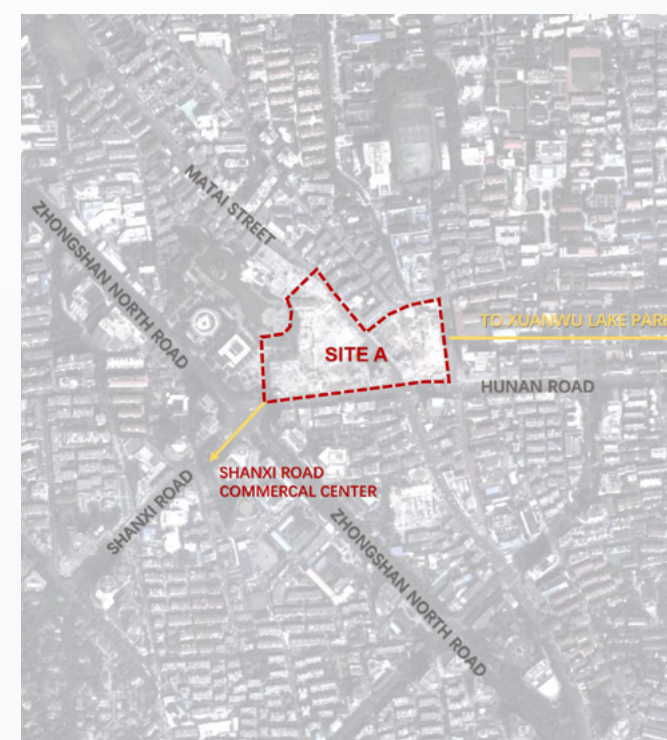 MATAI STREET
ZHONGSHAN NORTH ROAD
TO XUANWU LAKE PARK
SITE A
HUNAN ROAD
SHANXI ROAD
COMMERCAL CENTER
SHANXI ROAD
ZHONGSHAN NORTH ROAD